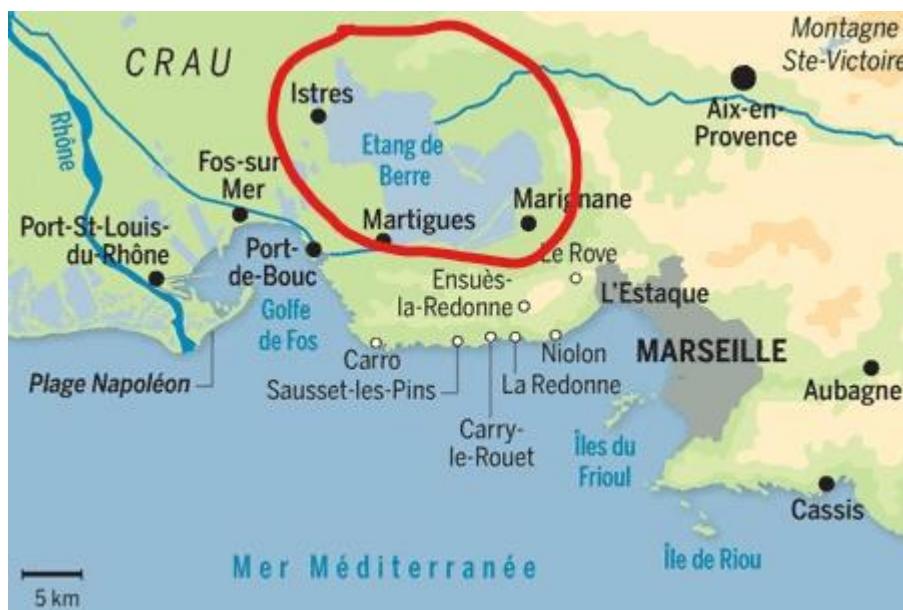 Montagne
Ste-Victoire
CRAU
Istres
Aix-en-
Provence
Rhône
Etang de
Berre
Fos-sur
Mer
Marignane
Martigues
Port-St-Louis-
du-Rhône
Port-
de-Bouc
Le Rove
Ensuès-
la-Redonne
L'Estaque
Golfe
de Fos
MARSEILLE
Carro
Niolon
Plage Napoléon
Sausset-les-Pins
La Redonne
Aubagne
Carry-
le-Rouet
Îles du
Frioul
Cassis
Île de Riou
Mer Méditerranée
5 km